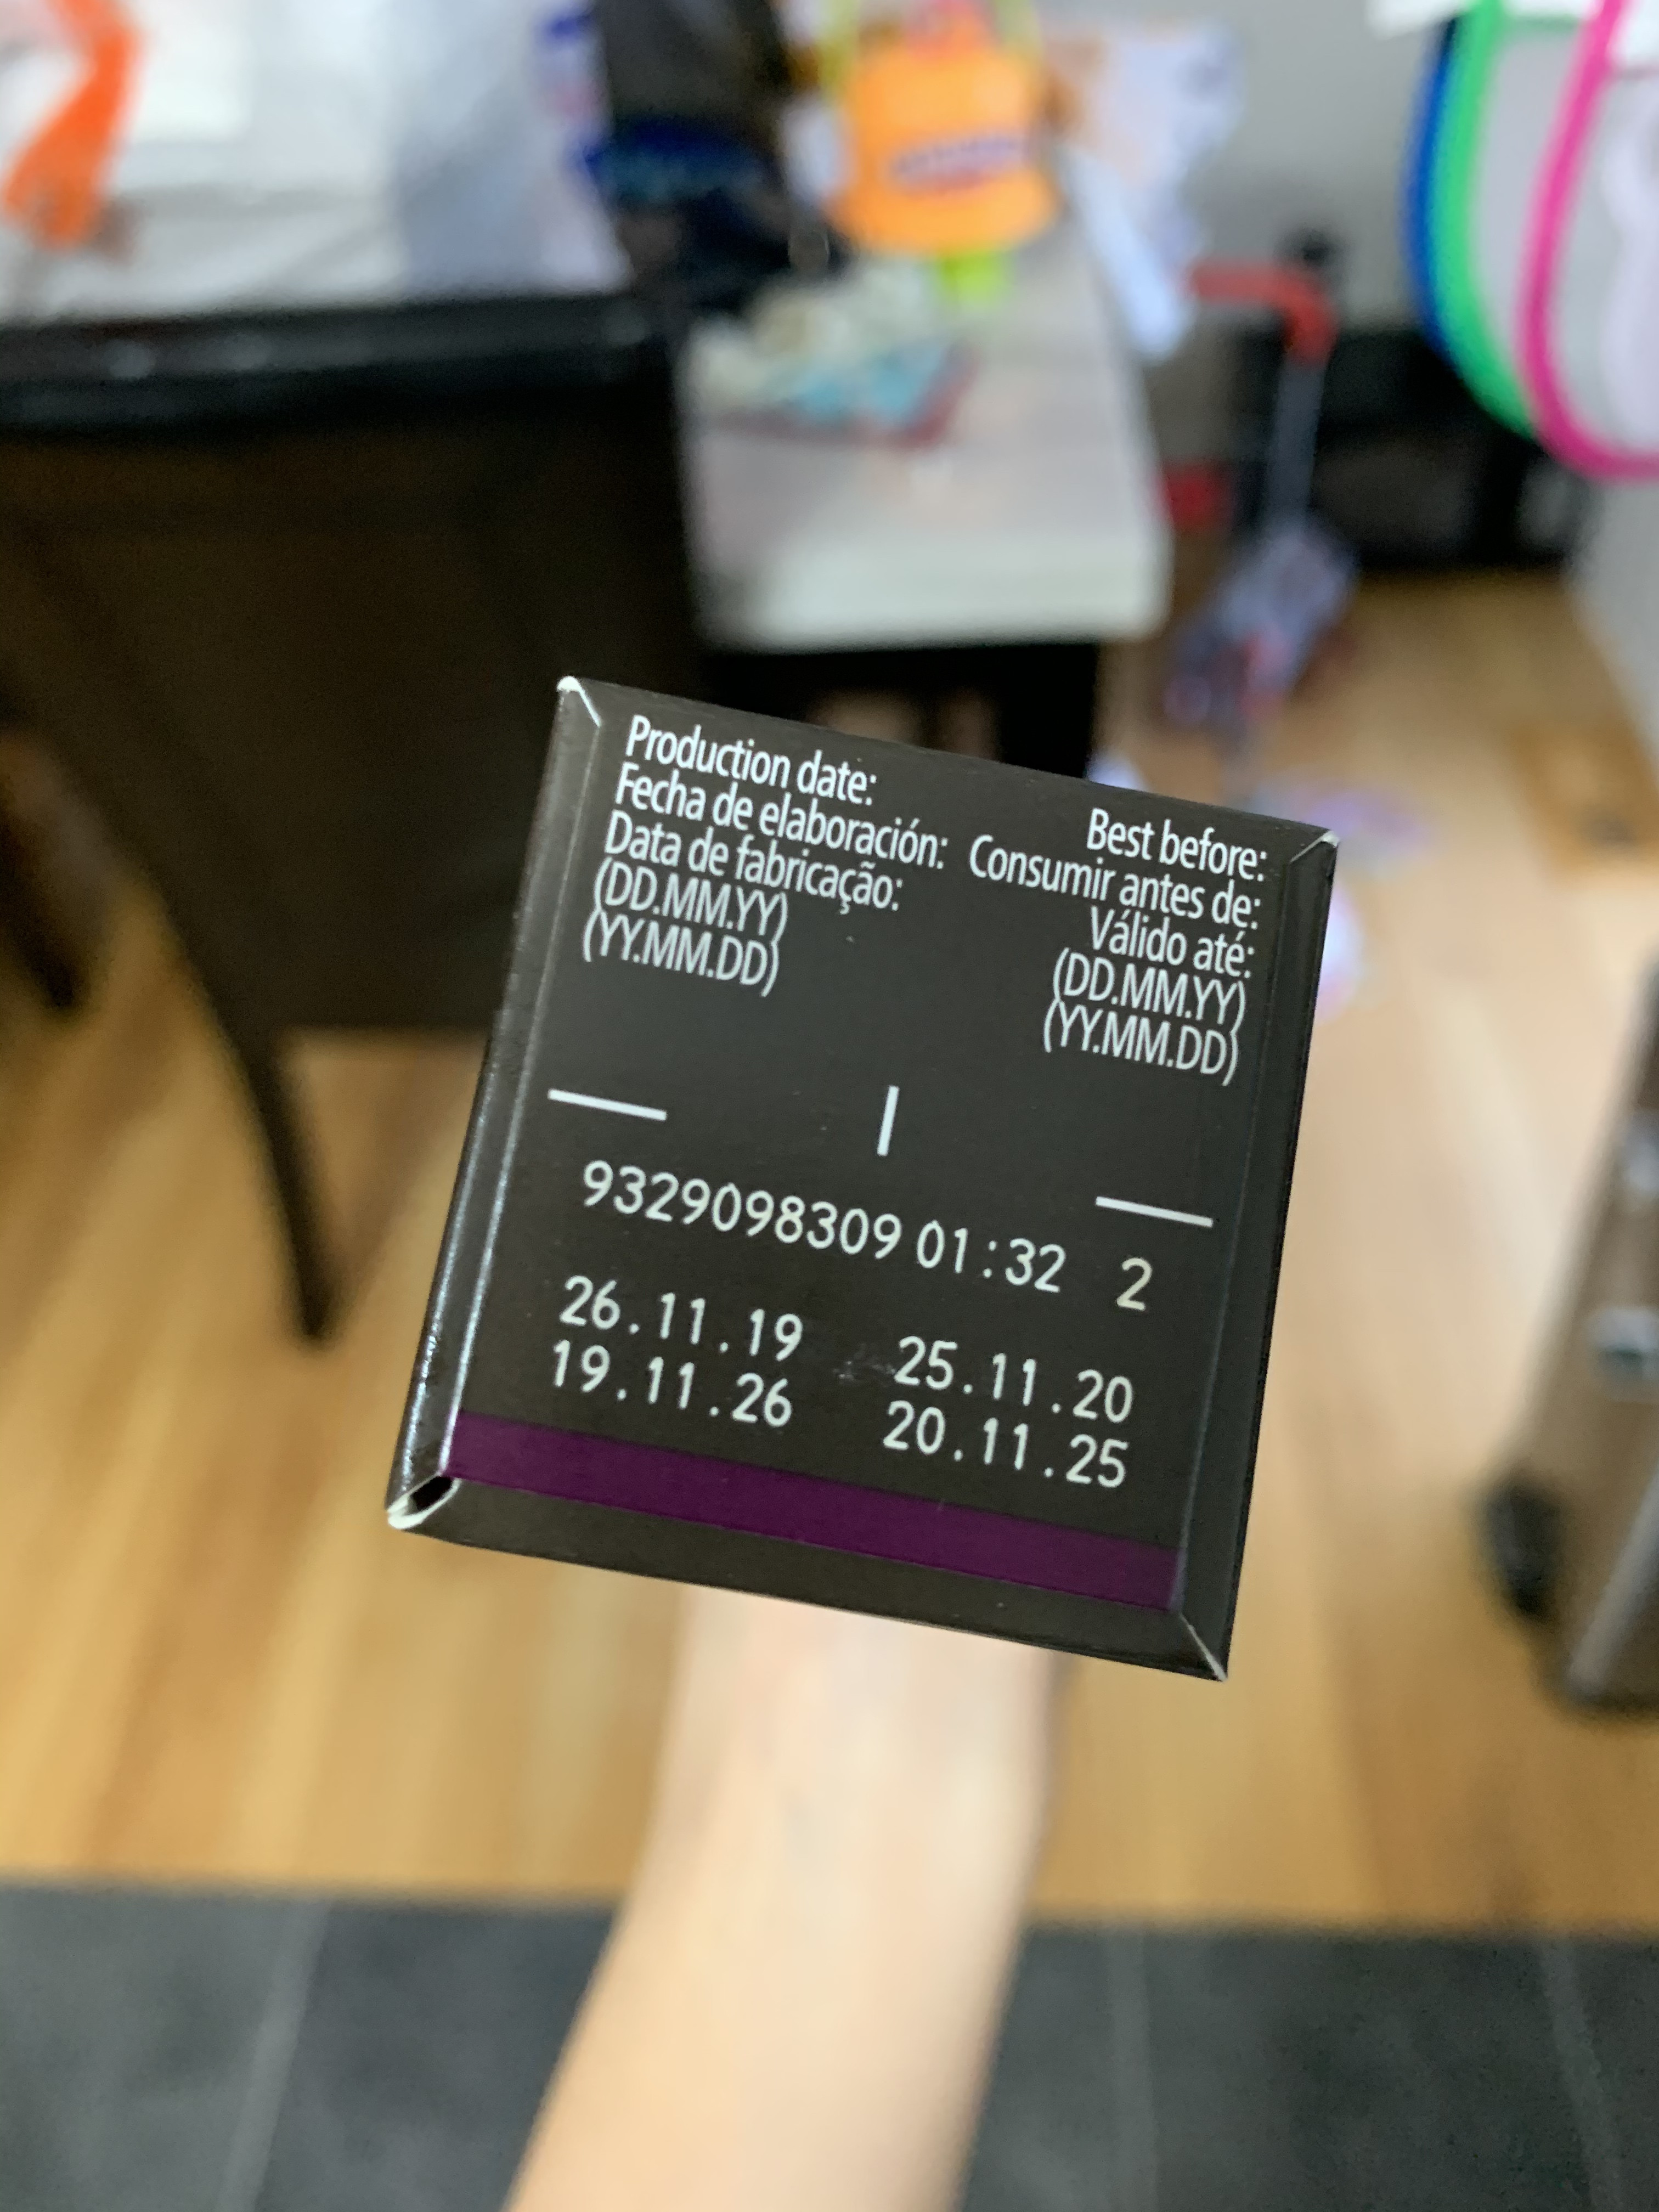 Production date:
Fecha de elaboración:
Data de fabricação:
(DD.MM.YY)
(YY.MM.DD)
Best before:
Consumir antes de:
Válido até:
(DD.MM.YY)
(YY.MM.DD)
9329098309 01:32 2
26.11.19 25.11.20
19.11.26 20.11.25